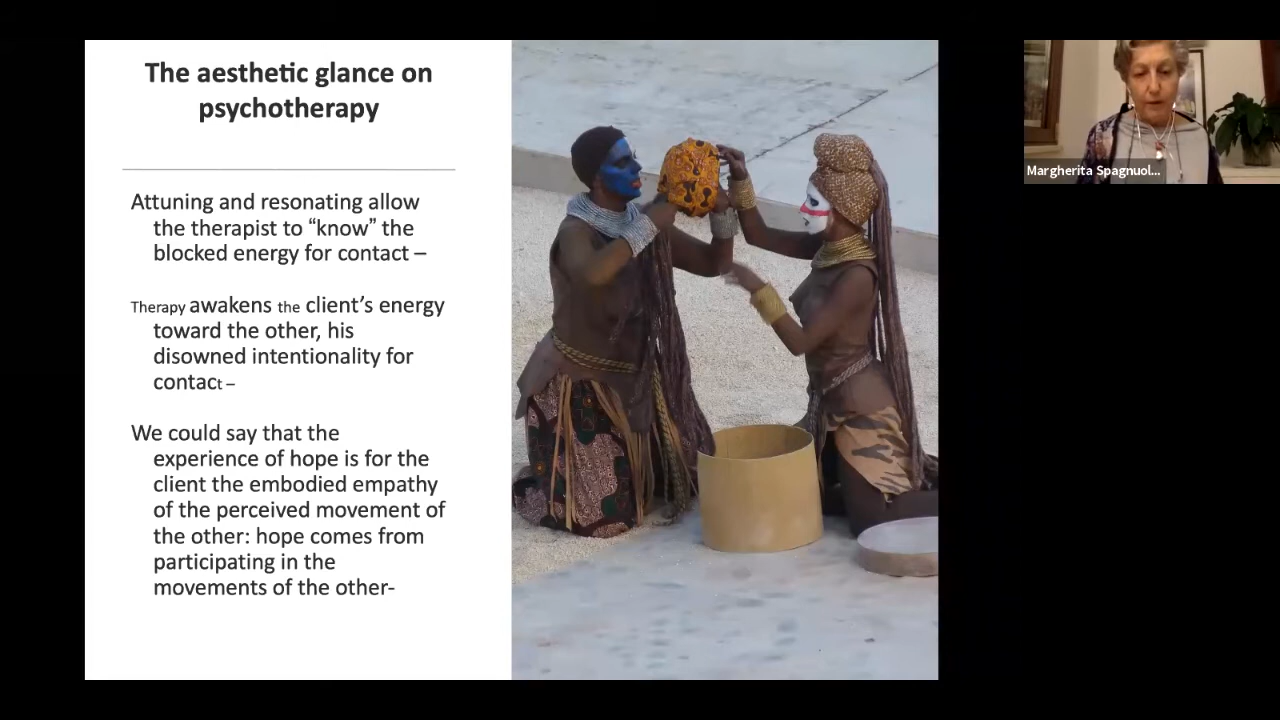 The aesthetic glance on
psychotherapy
Attuning and resonating allow
the therapist to “know” the
blocked energy for contact –
Therapy awakens the client’s energy
toward the other, his
disowned intentionality for
contact –
We could say that the
experience of hope is for the
client the embodied empathy
of the perceived movement of
the other: hope comes from
participating in the
movements of the other-
Margherita Spagnuol...